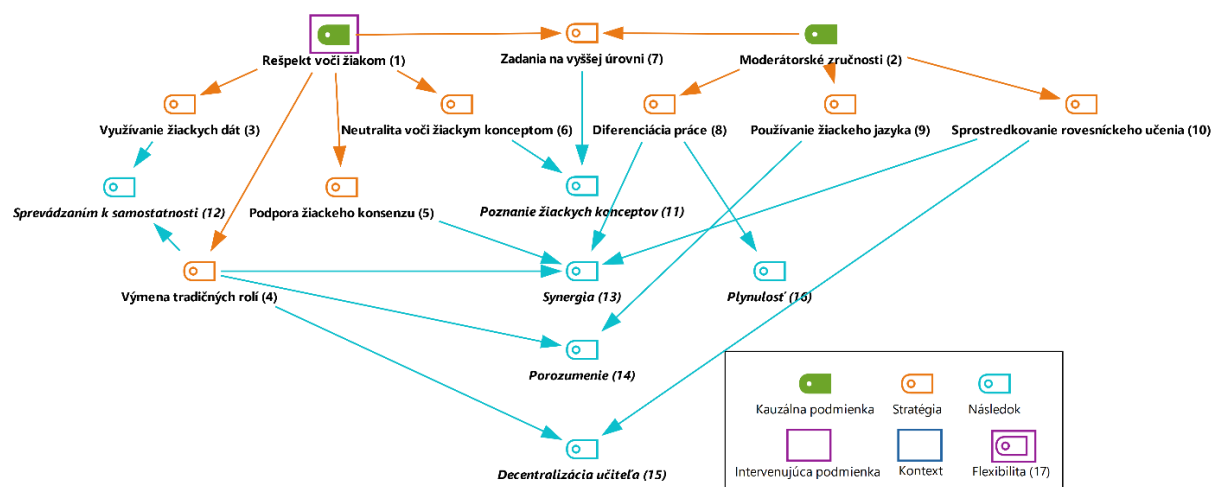 Rešpekt voči žiakom (1)
Zadania na vyššej úrovni (7)
Moderátorské zručnosti (2)
Využívanie žiackych dát (3)
Neutralita voči žiackym konceptom (6)
Diferenciácia práce (8)
Používanie žiackeho jazyka (9)
Sprostredkovanie rovesníckeho učenia (10)
Sprevádzaním k samostatnosti (12)
Podpora žiackeho konsenzu (5)
Poznanie žiackych konceptov (11)
Výmena tradičných rolí (4)
Synergia (13)
Plynulosť (16)
Porozumenie (14)
Decentralizácia učiteľa (15)
Kauzálna podmienka
Stratégia
Následok
Intervenujúca podmienka
Kontext
Flexibilita (17)